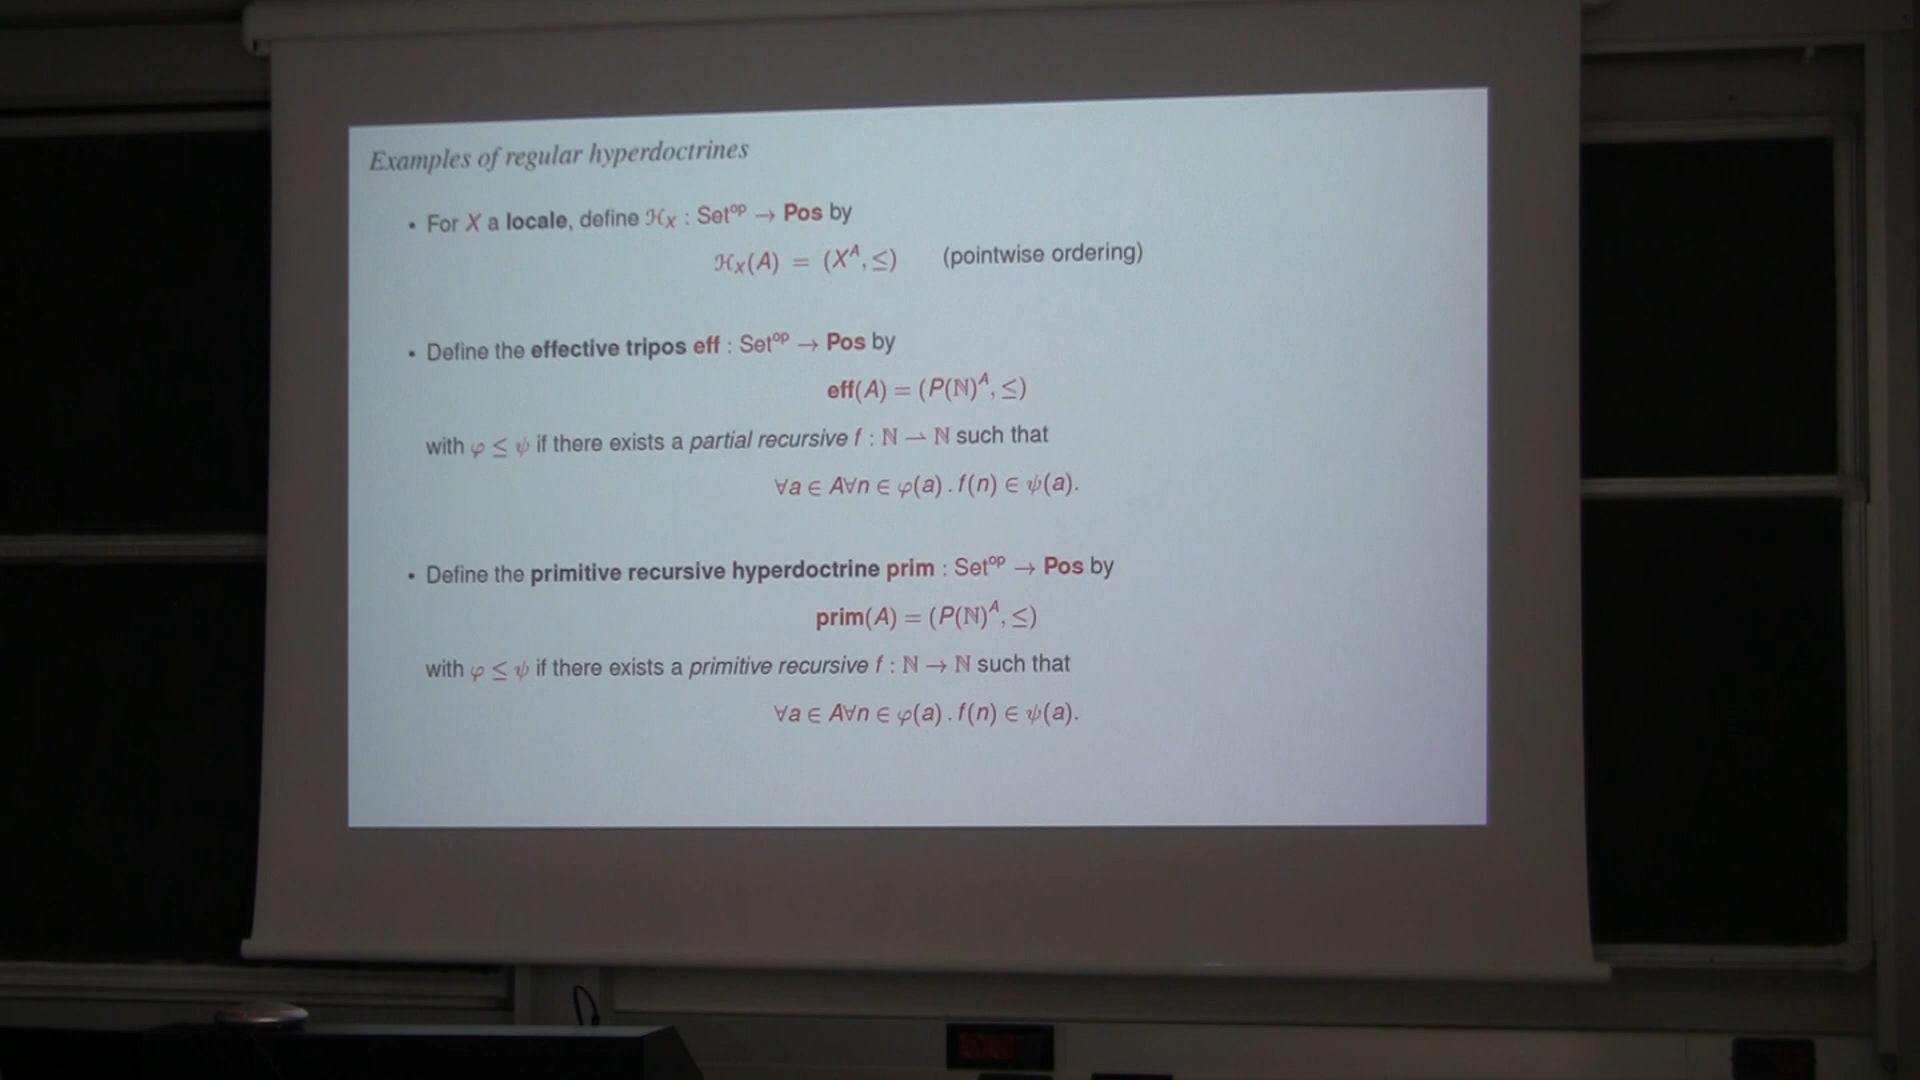 Examples of regular hyperdoctrines
• For X a locale, define ℋ_X : Set^op → Pos by
ℋ_X(A) = (X^A, ≤) (pointwise ordering)
• Define the effective tripos eff : Set^op → Pos by
eff(A) = (P(ℕ)^A, ≤)
with φ ≤ ψ if there exists a partial recursive f : ℕ ⇀ ℕ such that
∀a ∈ A∀n ∈ φ(a) . f(n) ∈ ψ(a).
• Define the primitive recursive hyperdoctrine prim : Set^op → Pos by
prim(A) = (P(ℕ)^A, ≤)
with φ ≤ ψ if there exists a primitive recursive f : ℕ → ℕ such that
∀a ∈ A∀n ∈ φ(a) . f(n) ∈ ψ(a).